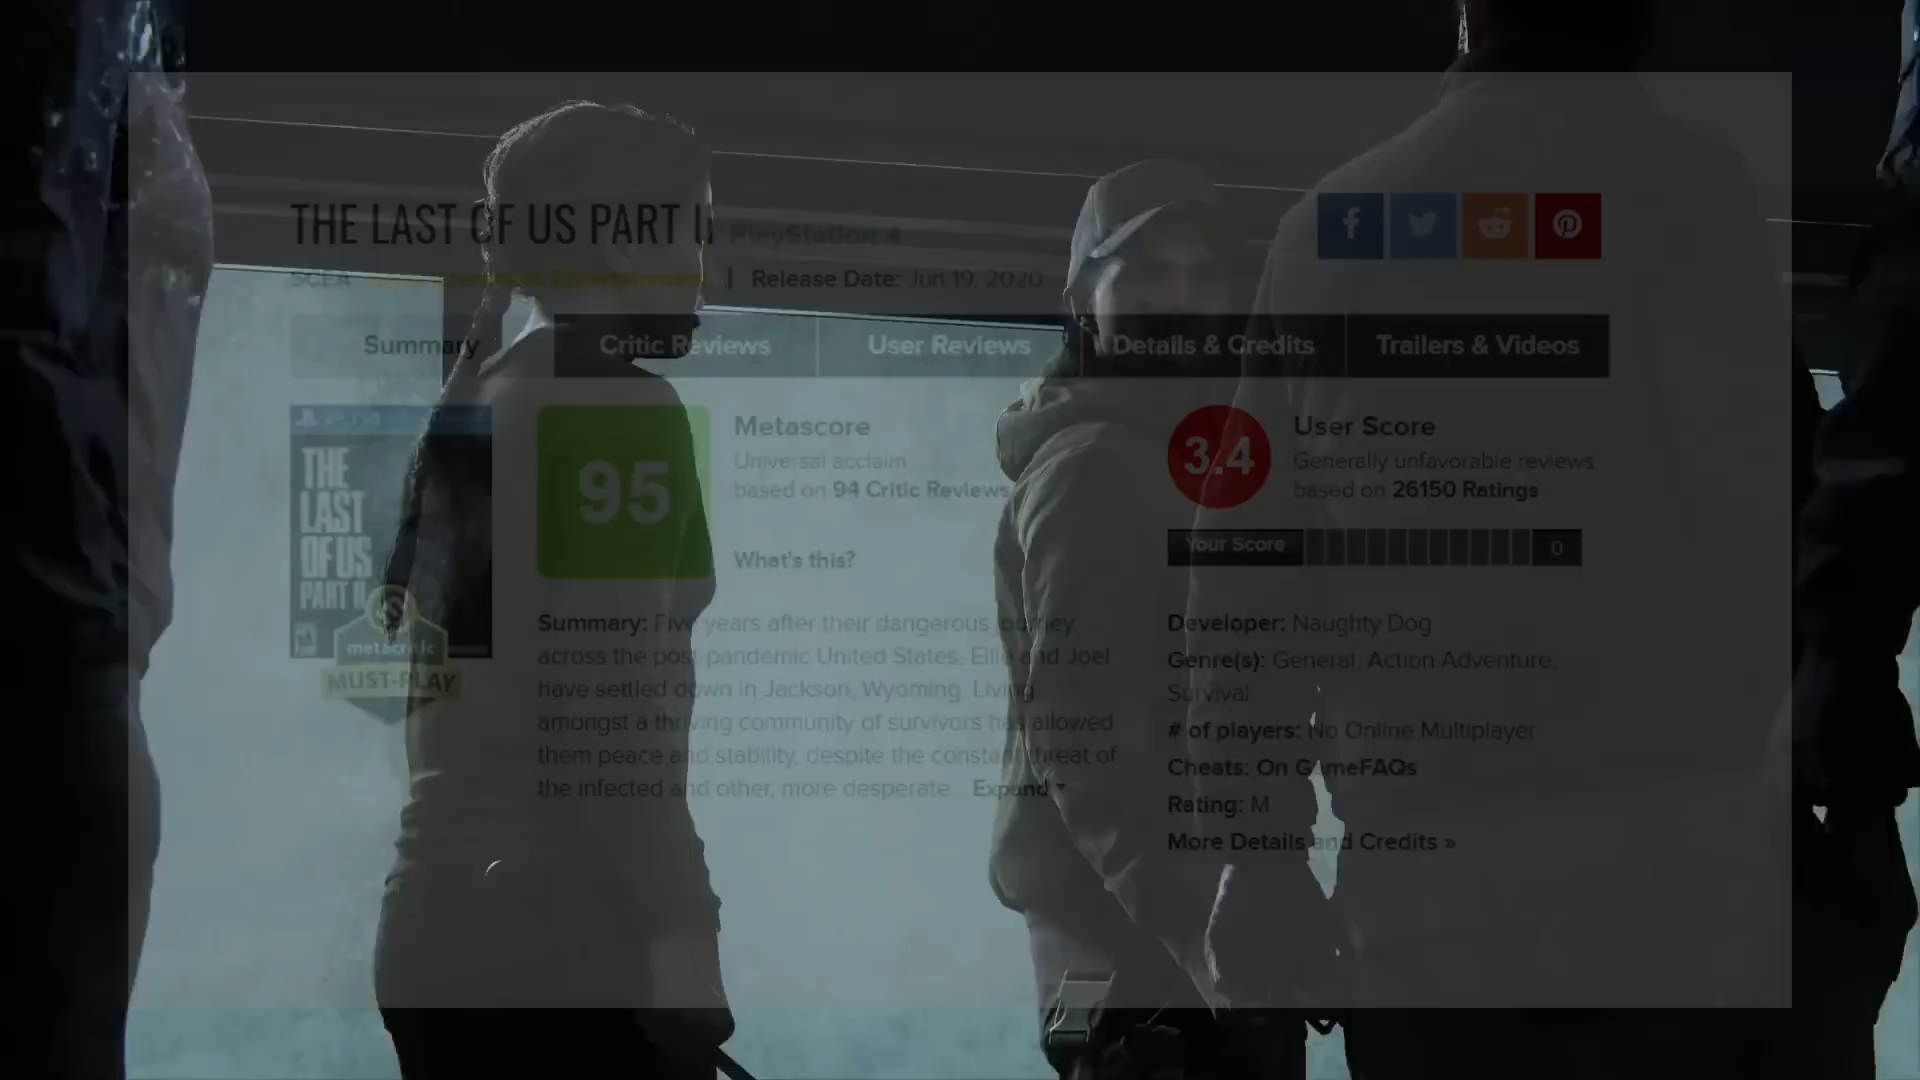 THE LAST OF US PART II PlayStation 4
SCEA | Release Date: Jun 19, 2020
Summary Critic Reviews User Reviews Details & Credits Trailers & Videos
THE
LAST
OF US
PART II
metacritic
MUST-PLAY
95
Metascore
Universal acclaim
based on 94 Critic Reviews
What's this?
Summary: Five years after their dangerous journey
across the post-pandemic United States, Ellie and Joel
have settled down in Jackson, Wyoming. Living
amongst a thriving community of survivors has allowed
them peace and stability, despite the constant threat of
the infected and other, more desperate... Expand
3.4
User Score
Generally unfavorable reviews
based on 26150 Ratings
Your Score 0
Developer: Naughty Dog
Genre(s): General, Action Adventure,
Survival
# of players: No Online Multiplayer
Cheats: On GameFAQs
Rating: M
More Details and Credits »